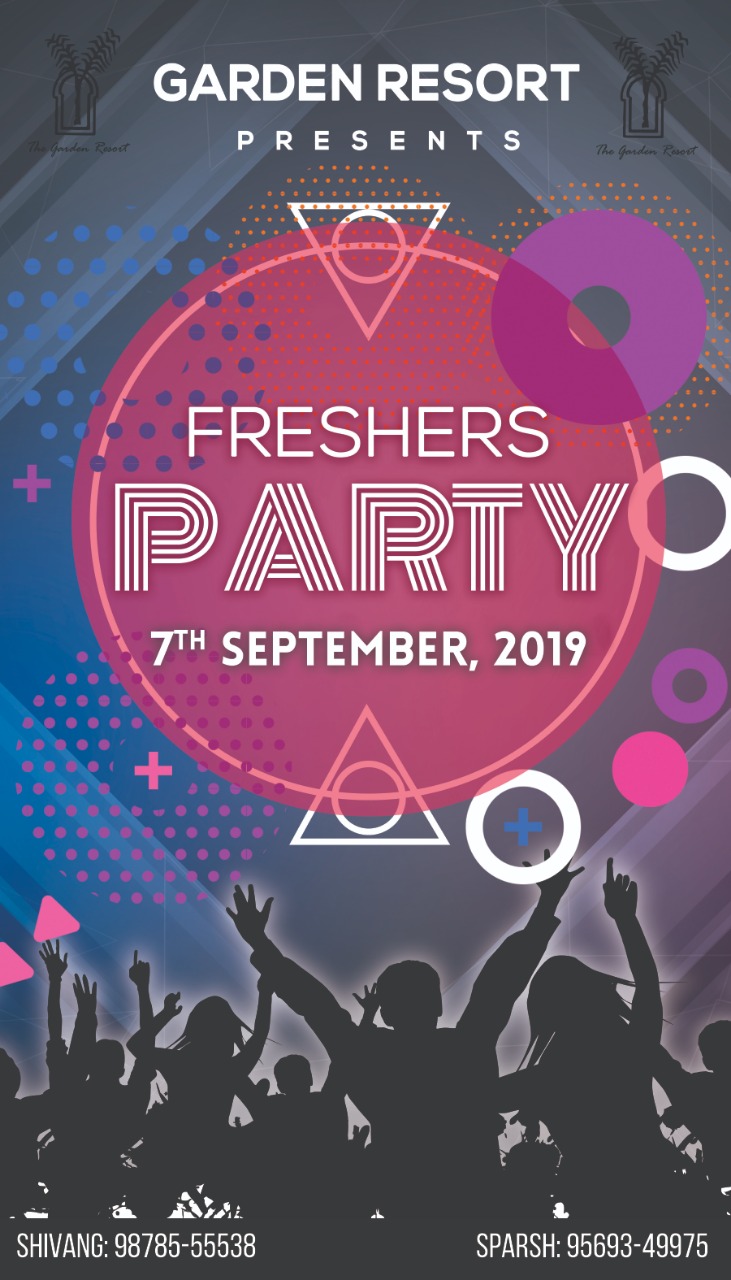 GARDEN RESORT
PRESENTS
The Garden Resort
The Garden Resort
FRESHERS
PARTY
7TH SEPTEMBER, 2019
SHIVANG: 98785-55538
SPARSH: 95693-49975